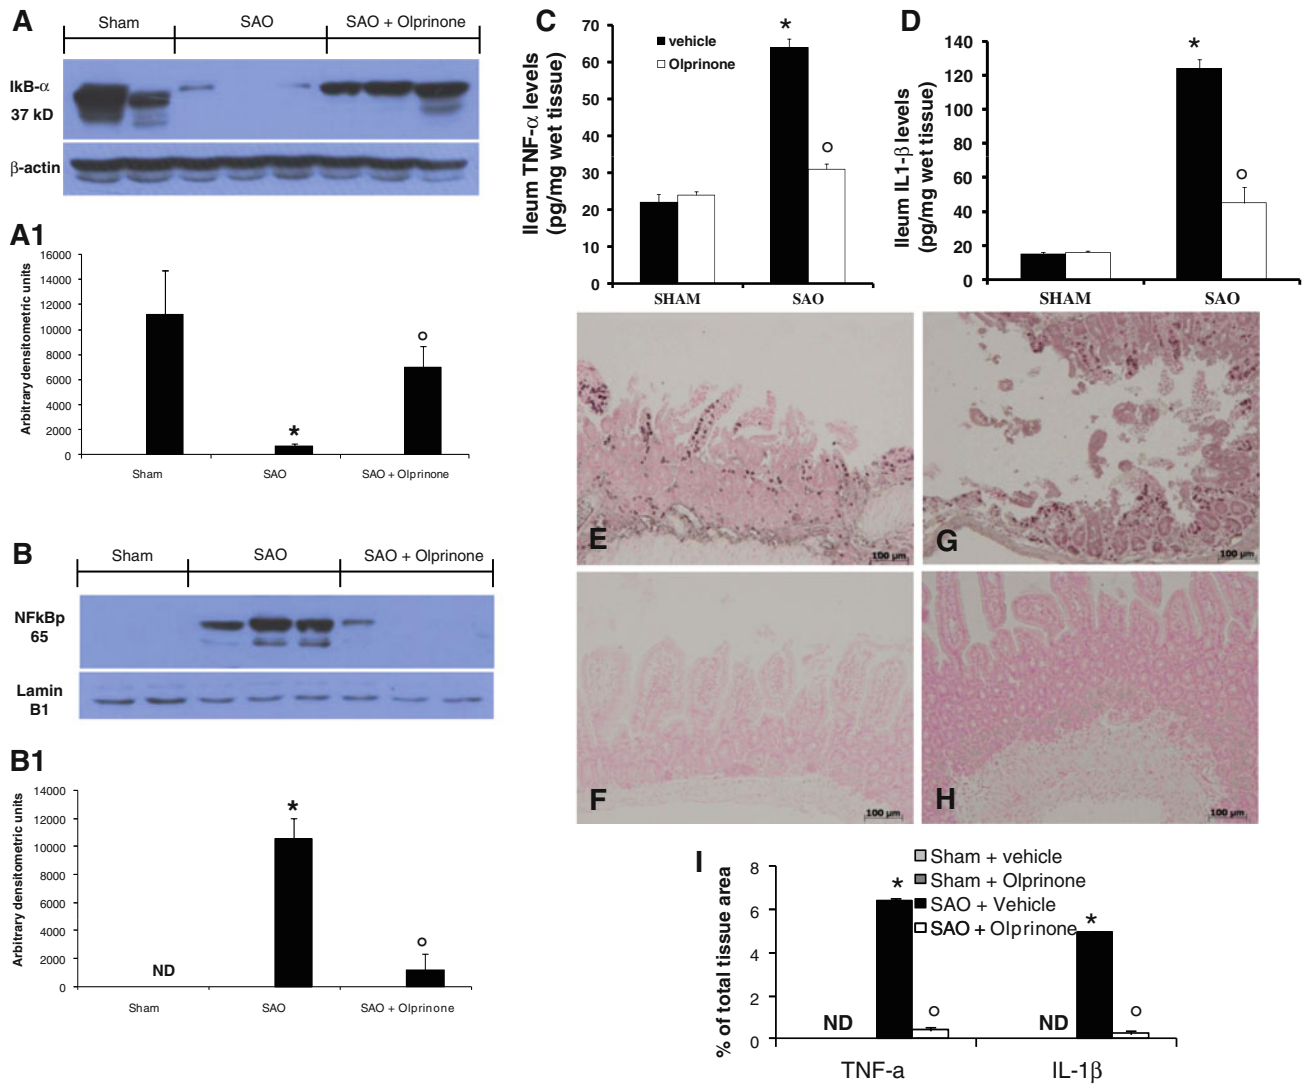 A
Sham SAO SAO + Olprinone
IkB-α
37 kD
β-actin
A1
Arbitrary densitometric units
16000
14000
12000
10000
8000
6000
4000
2000
0
*
Sham SAO SAO + Olprinone
B
Sham SAO SAO + Olprinone
NFkBp
65
Lamin
B1
B1
Arbitrary densitometric units
14000
12000
10000
8000
6000
4000
2000
0
ND
*
Sham SAO SAO + Olprinone
C
Ileum TNF-α levels
(pg/mg wet tissue)
70
60
50
40
30
20
10
0
vehicle
Olprinone
*
SHAM SAO
D
Ileum IL1-β levels
(pg/mg wet tissue)
140
120
100
80
60
40
20
0
*
SHAM SAO
E
100 µm
G
100 µm
F
100 µm
H
100 µm
I
% of total tissue area
8
6
4
2
0
Sham + vehicle
Sham + Olprinone
SAO + Vehicle
SAO + Olprinone
*
*
ND
ND
TNF-a IL-1β